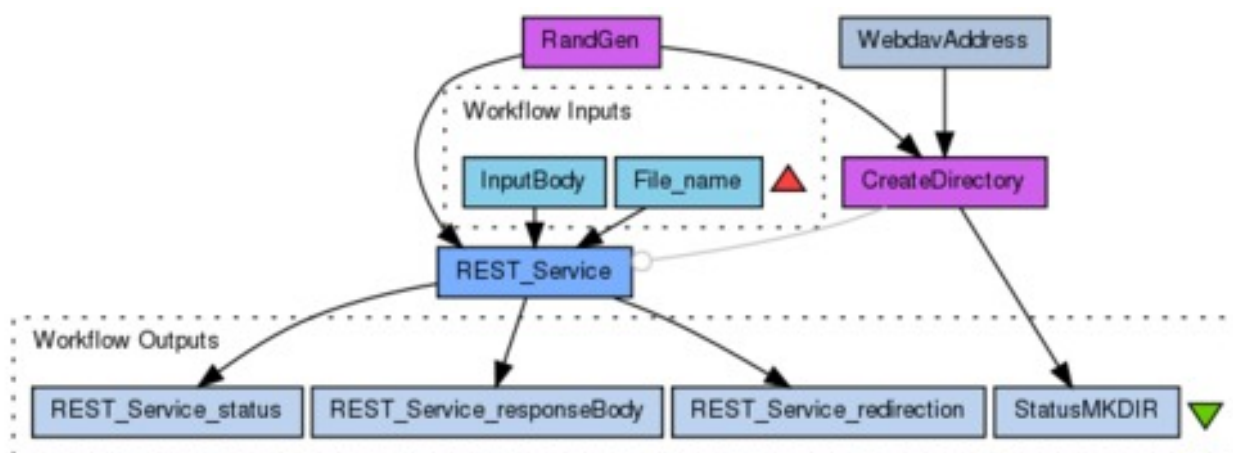 RandGen
WebdavAddress
Workflow Inputs
InputBody
File_name
CreateDirectory
REST_Service
Workflow Outputs
REST_Service_status
REST_Service_responseBody
REST_Service_redirection
StatusMKDIR